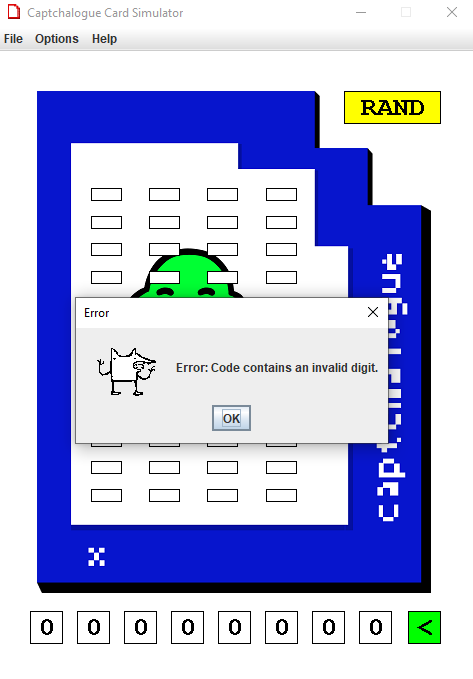 Captchalogue Card Simulator
File Options Help
RAND
Error
Error: Code contains an invalid digit.
OK
captchalogue
x
0 0 0 0 0 0 0 0 <